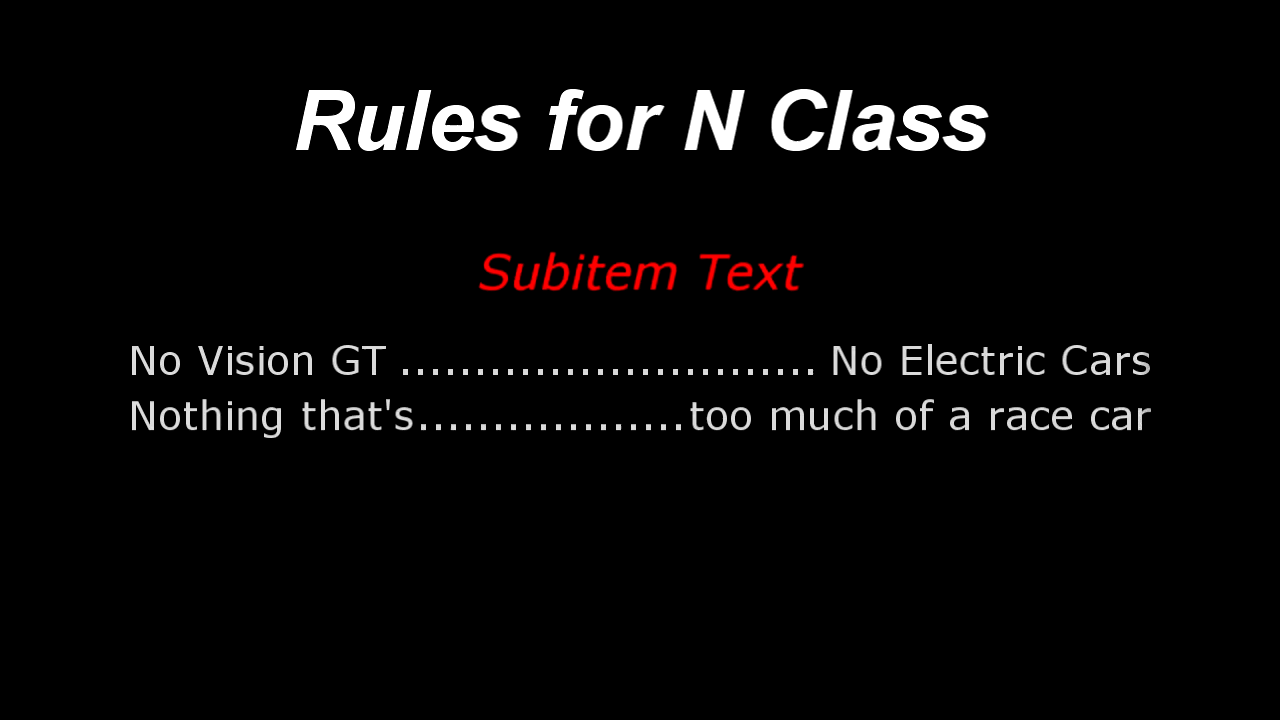 Rules for N Class
Subitem Text
No Vision GT ............................ No Electric Cars
Nothing that's..................too much of a race car